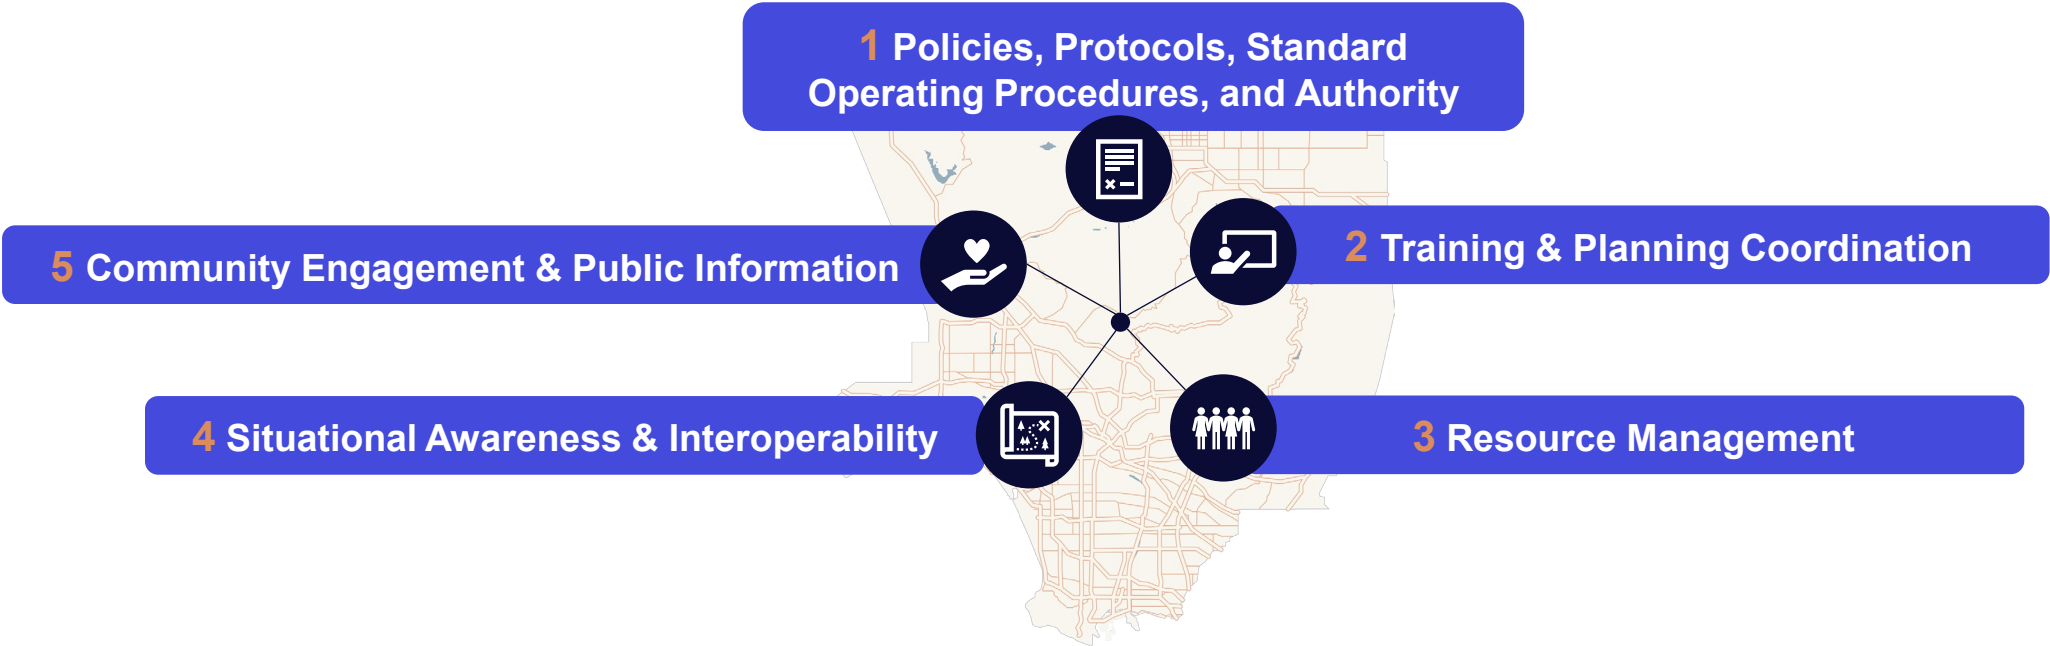 1 Policies, Protocols, Standard
Operating Procedures, and Authority
2 Training & Planning Coordination
3 Resource Management
4 Situational Awareness & Interoperability
5 Community Engagement & Public Information